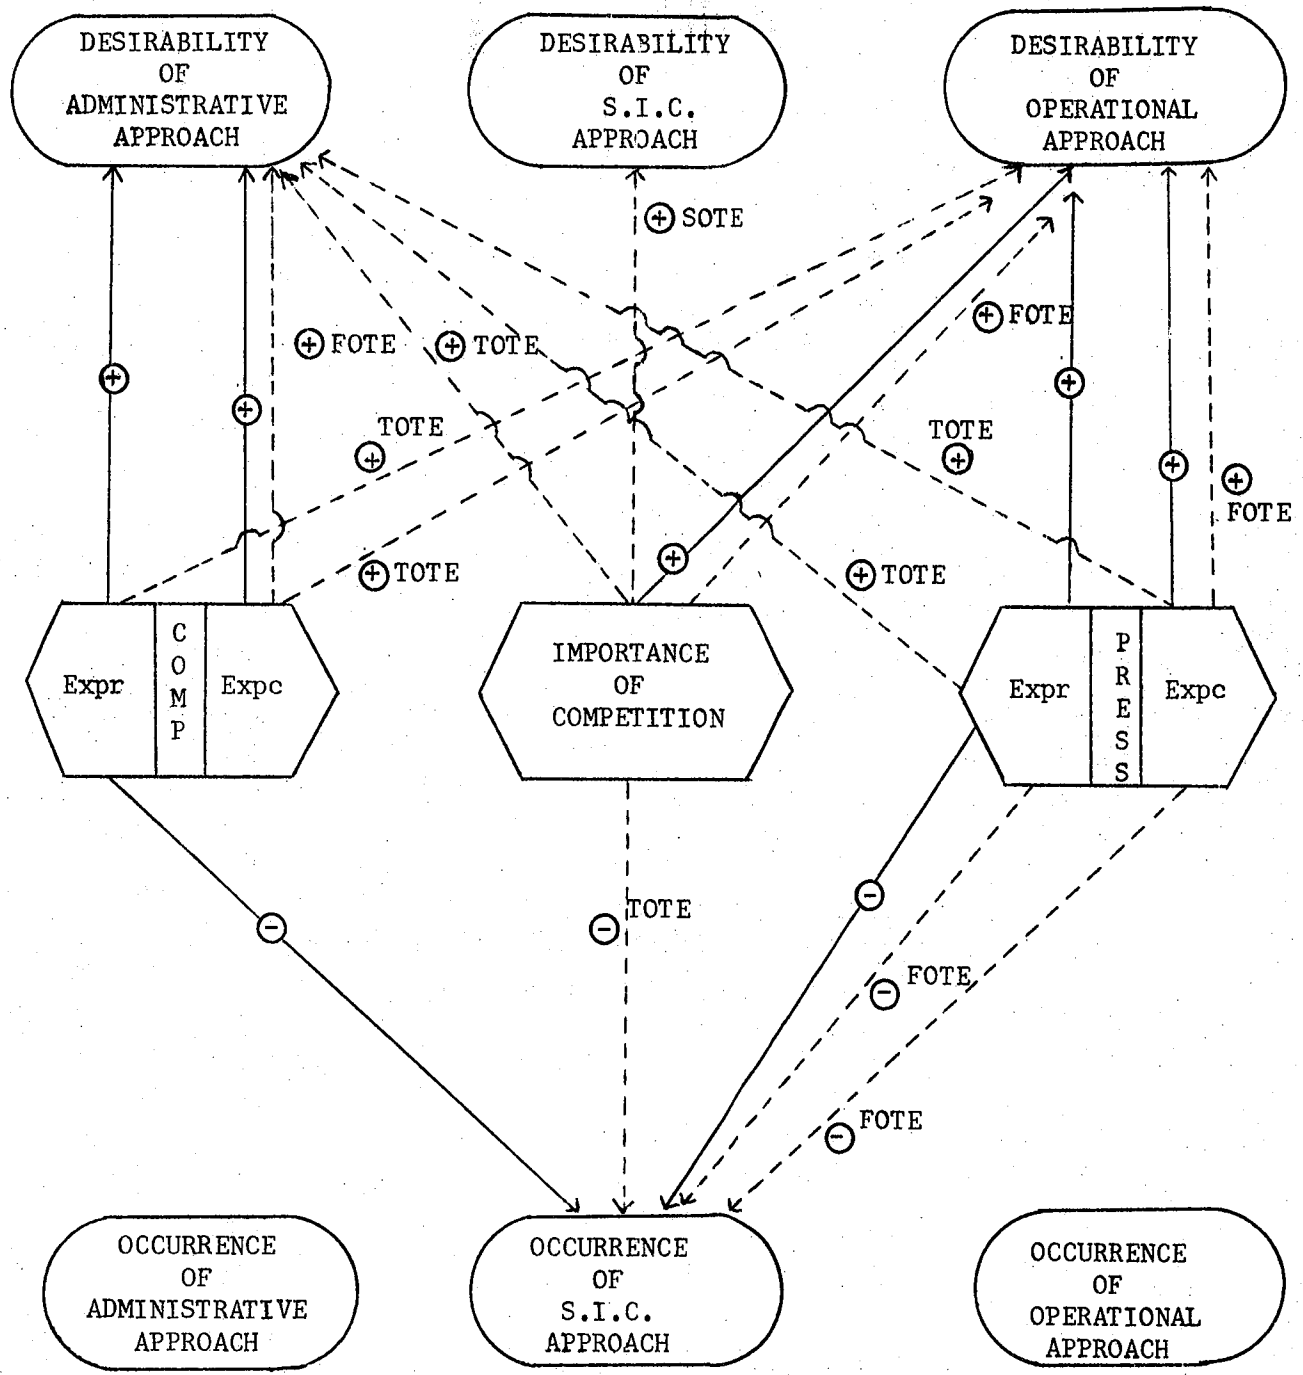 DESIRABILITY
OF
ADMINISTRATIVE
APPROACH
DESIRABILITY
OF
S.I.C.
APPROACH
DESIRABILITY
OF
OPERATIONAL
APPROACH
+ SOTE
+ FOTE
+ FOTE
+ TOTE
+
+
+
TOTE
+
TOTE
+
+
+
FOTE
+ TOTE
+
+ TOTE
Expr
COMP
Expc
IMPORTANCE
OF
COMPETITION
Expr
PRESS
Expc
-
TOTE
-
-
FOTE
-
FOTE
-
OCCURRENCE
OF
ADMINISTRATIVE
APPROACH
OCCURRENCE
OF
S.I.C.
APPROACH
OCCURRENCE
OF
OPERATIONAL
APPROACH